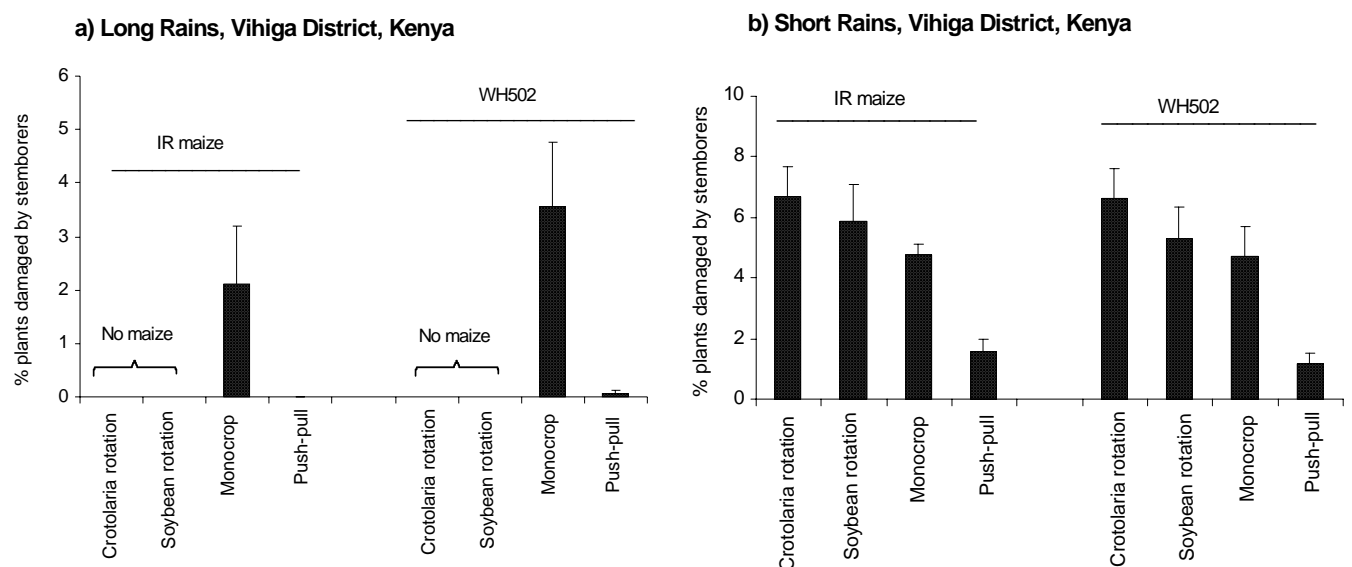 a) Long Rains, Vihiga District, Kenya
% plants damaged by stemborers
6
5
4
3
2
1
0
IR maize
WH502
No maize
No maize
Crotolaria rotation
Soybean rotation
Monocrop
Push-pull
Crotolaria rotation
Soybean rotation
Monocrop
Push-pull
b) Short Rains, Vihiga District, Kenya
% plants damaged by stemborers
10
8
6
4
2
0
IR maize
WH502
Crotolaria rotation
Soybean rotation
Monocrop
Push-pull
Crotolaria rotation
Soybean rotation
Monocrop
Push-pull